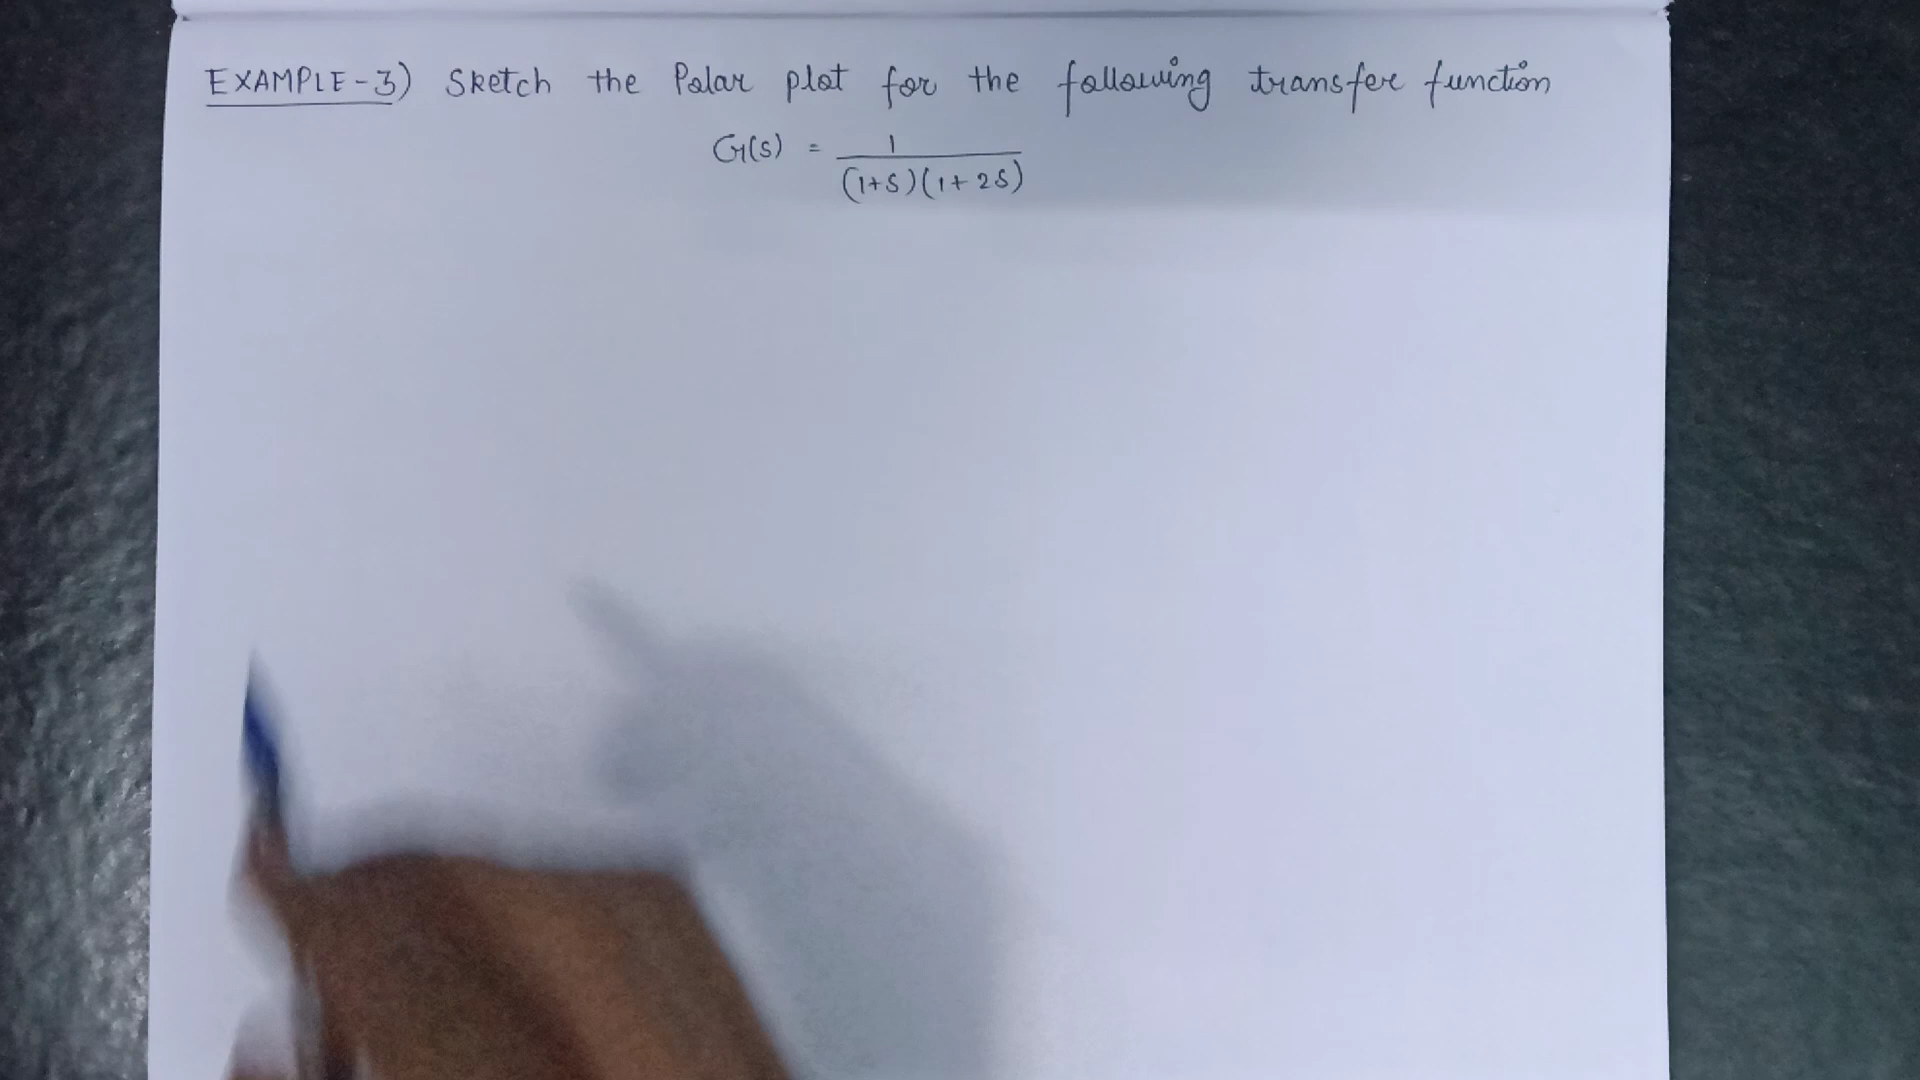 EXAMPLE-3) Sketch the Polar plot for the following transfer function
G(s) = 1 / (1+S)(1+2S)